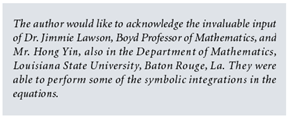 The author would like to acknowledge the invaluable input
of Dr. Jimmie Lawson, Boyd Professor of Mathematics, and
Mr. Hong Yin, also in the Department of Mathematics,
Louisiana State University, Baton Rouge, La. They were
able to perform some of the symbolic integrations in the
equations.